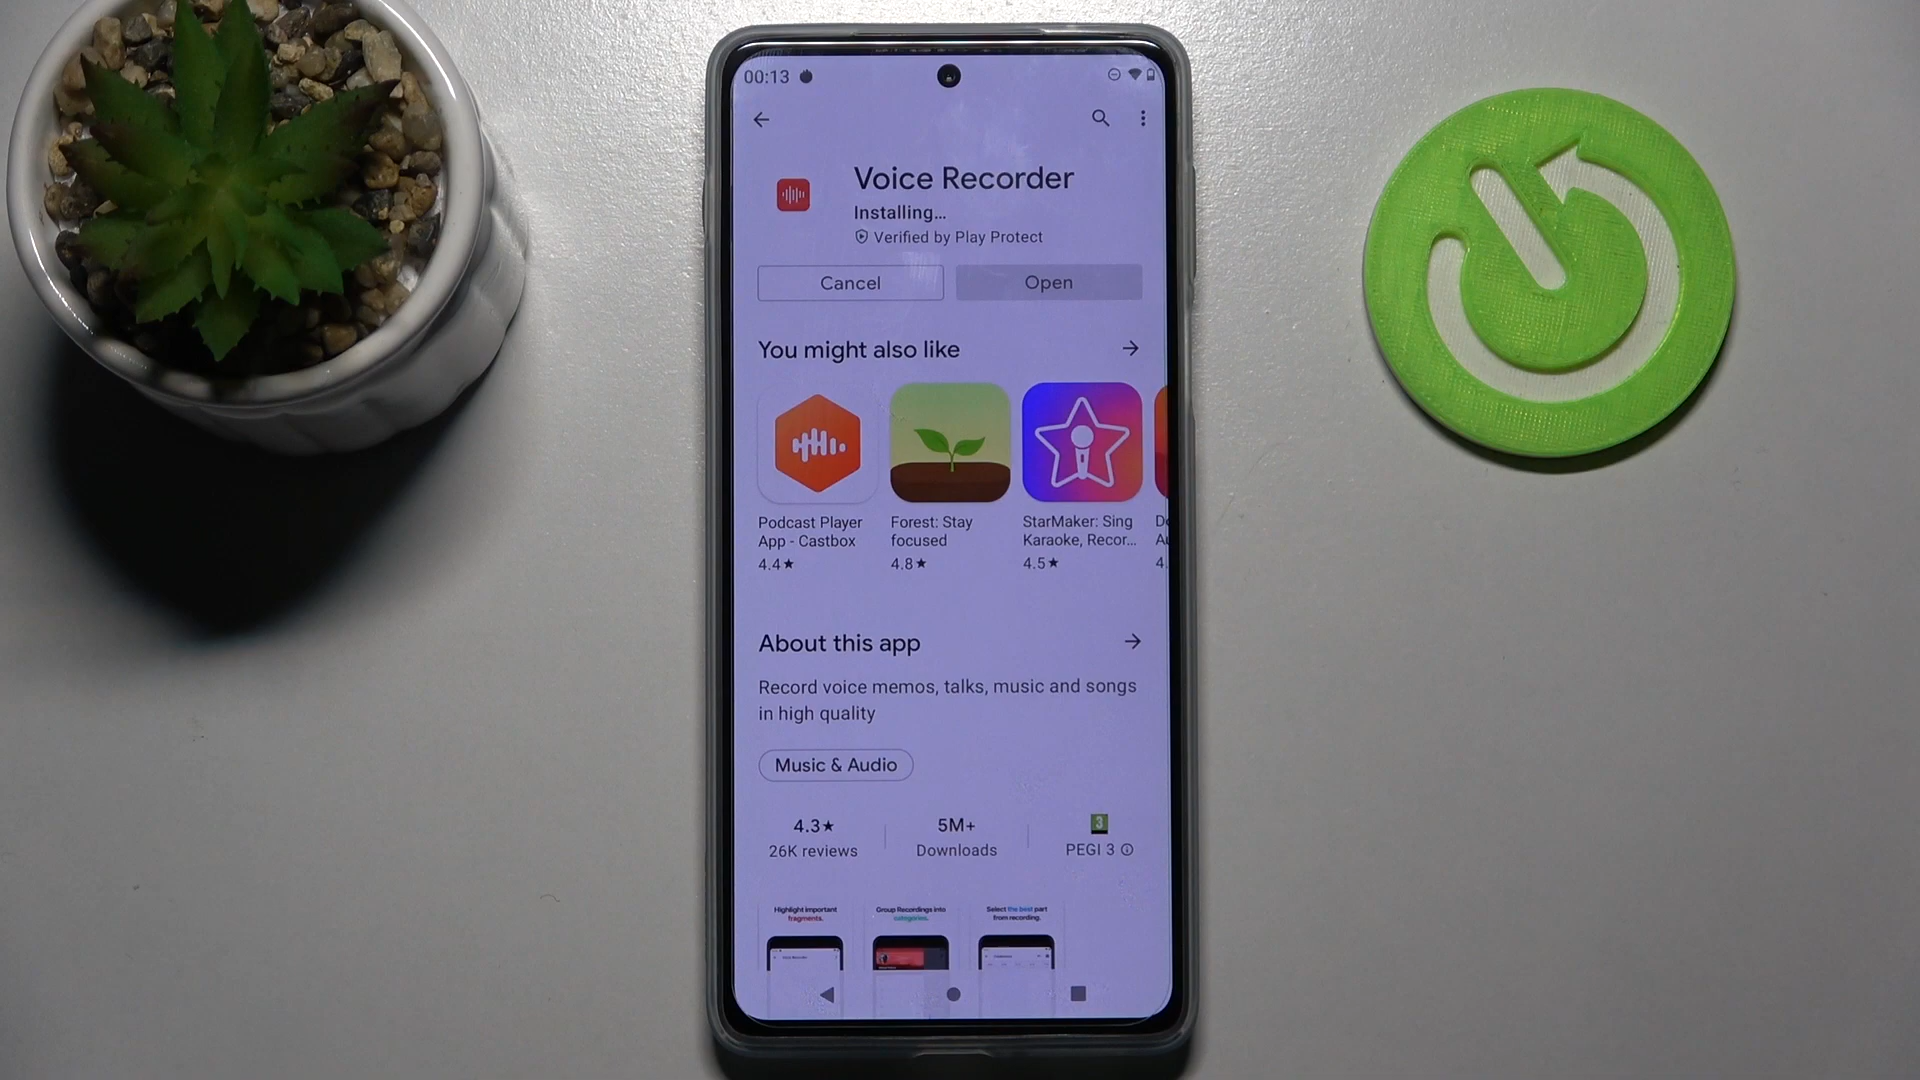 00:13
Voice Recorder
Installing...
Verified by Play Protect
Cancel
Open
You might also like
Podcast Player
App - Castbox
4.4★
Forest: Stay
focused
4.8★
StarMaker: Sing
Karaoke, Recor...
4.5★
4.
About this app
Record voice memos, talks, music and songs
in high quality
Music & Audio
4.3★
26K reviews
5M+
Downloads
3
PEGI 3
Highlight important
fragments.
Group Recordings into
categories.
Select the best part
from recording.